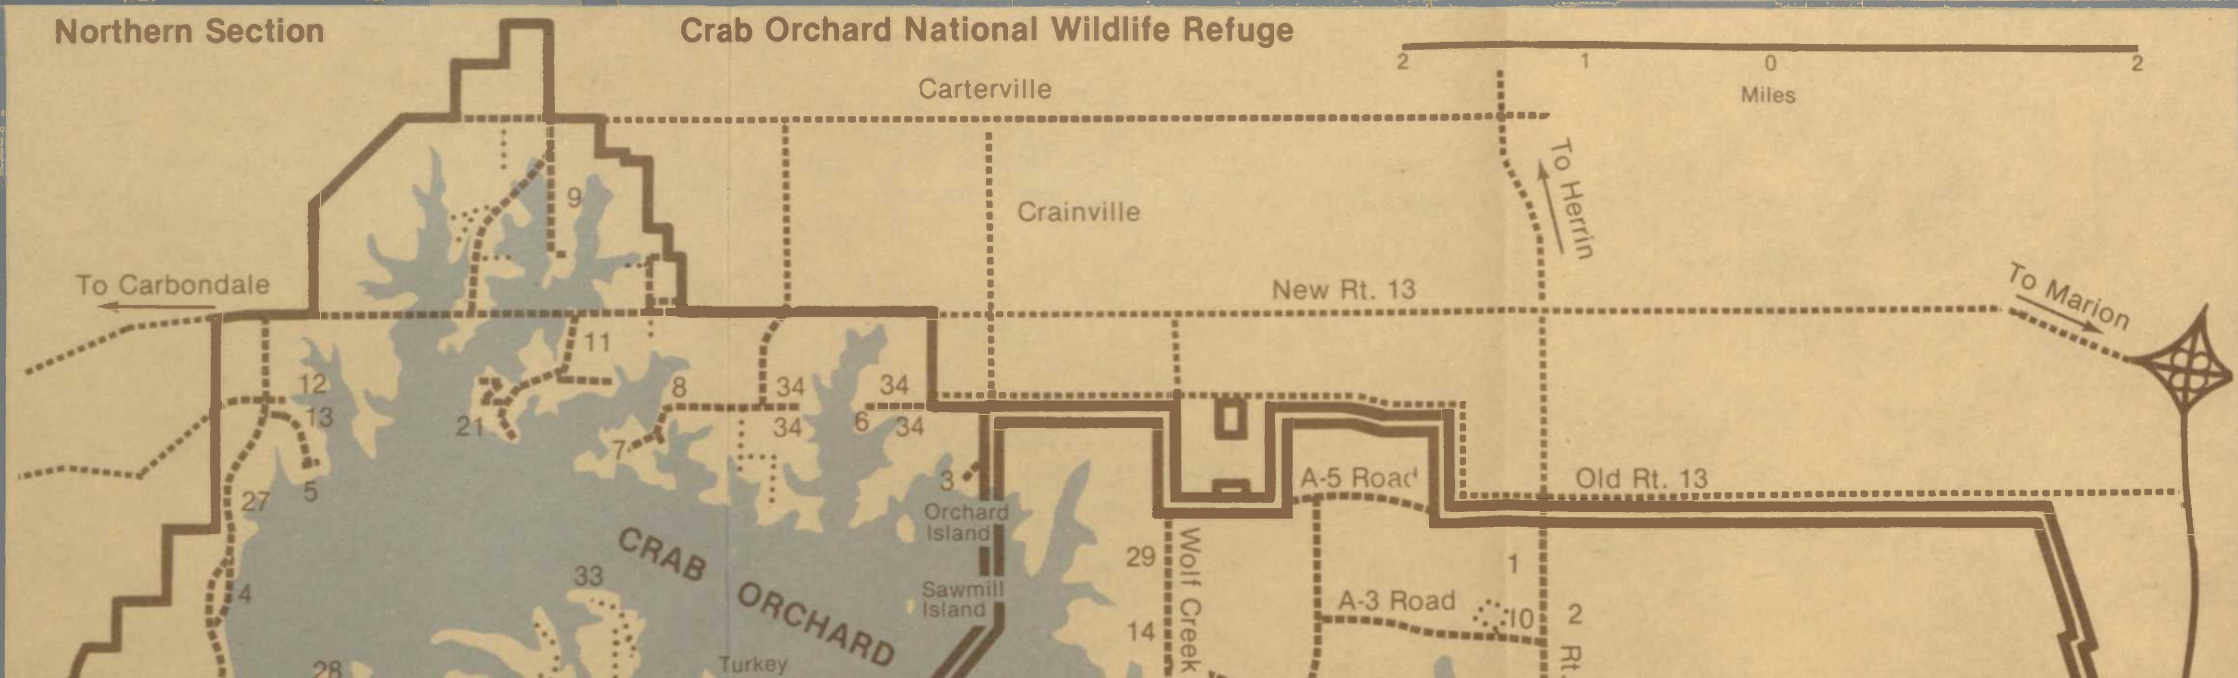 Northern Section
Crab Orchard National Wildlife Refuge
2 1 0 2
Miles
Carterville
To Herrin
9
Crainville
To Carbondale
New Rt. 13
To Marion
11
12
8
34
34
13
21
34
6
34
7
3
A-5 Road
Old Rt. 13
27
5
Orchard
Island
CRAB ORCHARD
29
Wolf Creek
1
33
4
Sawmill
Island
A-3 Road
10
2
14
Rt.
28
Turkey